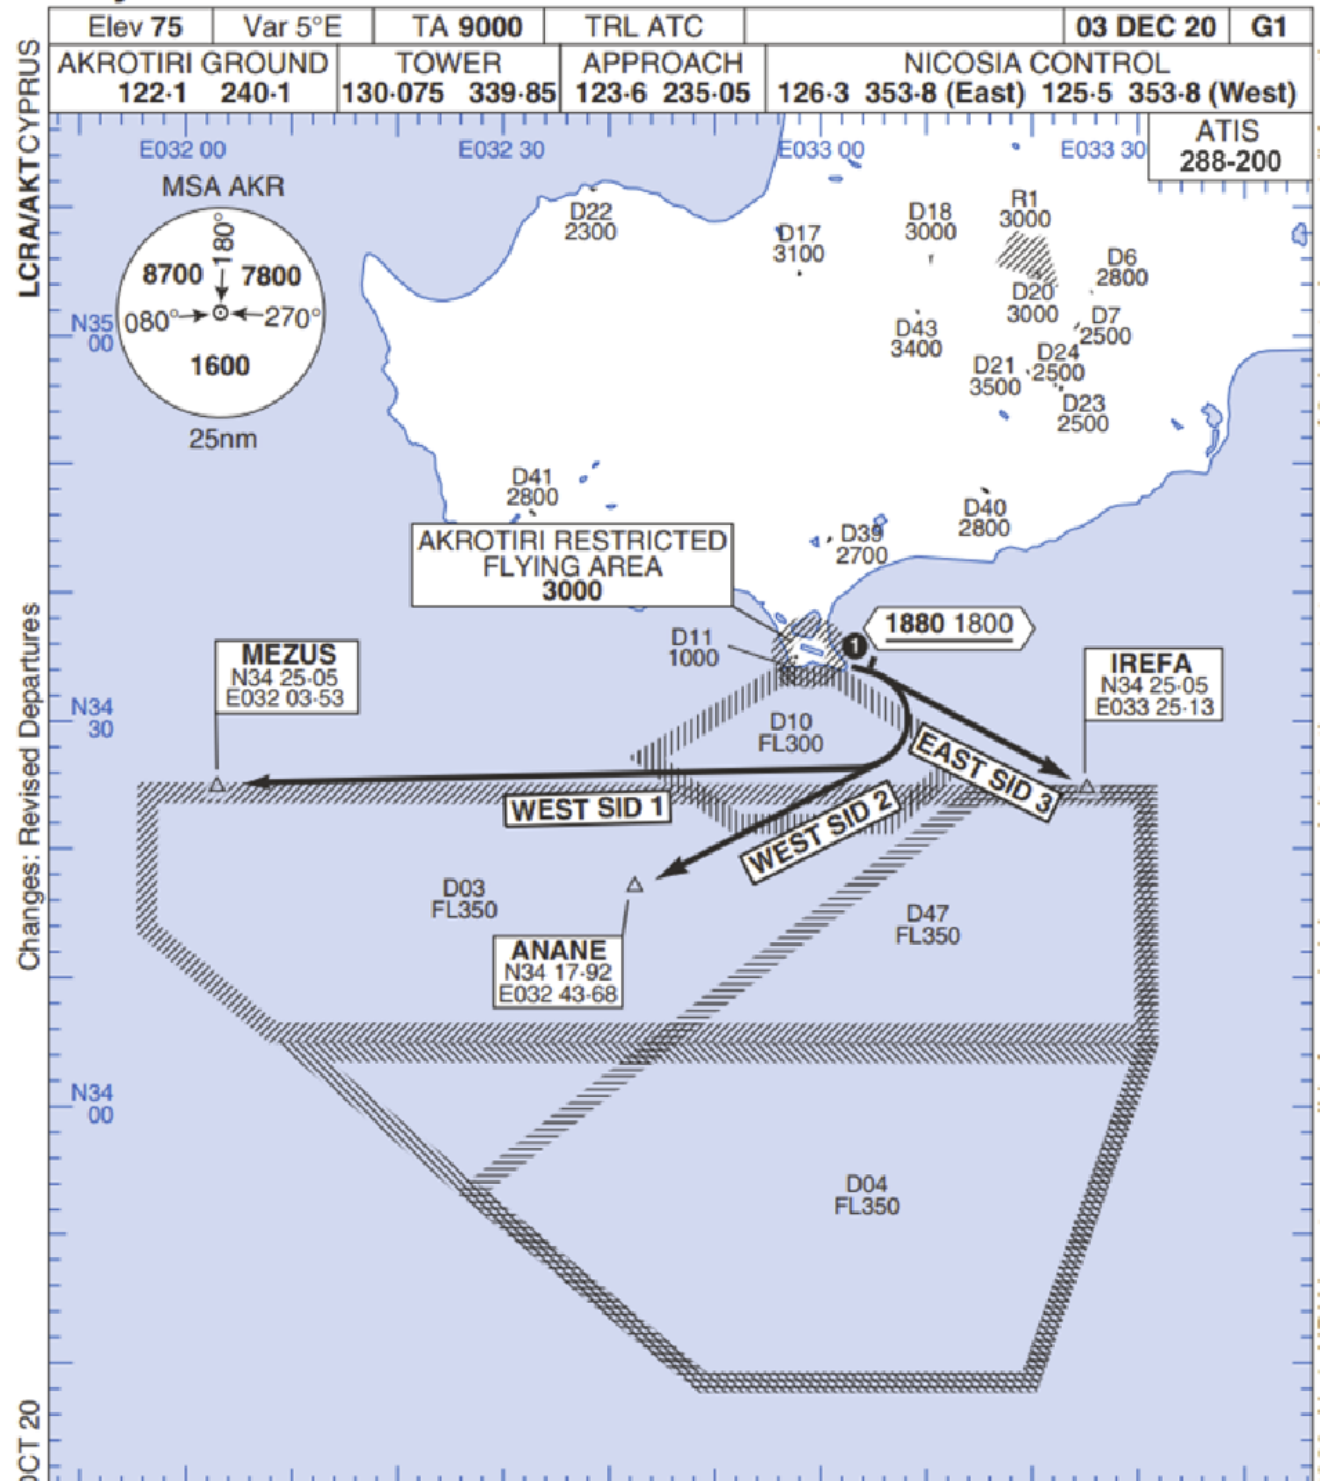 Elev 75 Var 5°E TA 9000 TRL ATC 03 DEC 20 G1
AKROTIRI GROUND TOWER APPROACH NICOSIA CONTROL
122·1 240·1 130·075 339·85 123·6 235·05 126·3 353·8 (East) 125·5 353·8 (West)
ATIS
288-200
LCRA/AKT CYPRUS
E032 00 E032 30 E033 00 E033 30
MSA AKR
180°
8700 7800
080° 270°
1600
25nm
N35
00
D22
2300
D17
3100
D18
3000
R1
3000
D6
2800
D20
3000
D7
2500
D43
3400
D24
2500
D21
3500
D23
2500
D41
2800
D40
2800
D39
2700
AKROTIRI RESTRICTED
FLYING AREA
3000
D11
1000
1
1880 1800
MEZUS
N34 25·05
E032 03·53
IREFA
N34 25·05
E033 25·13
N34
30
D10
FL300
EAST SID 3
WEST SID 1
WEST SID 2
D03
FL350
D47
FL350
ANANE
N34 17·92
E032 43·68
N34
00
D04
FL350
Changes: Revised Departures
OCT 20